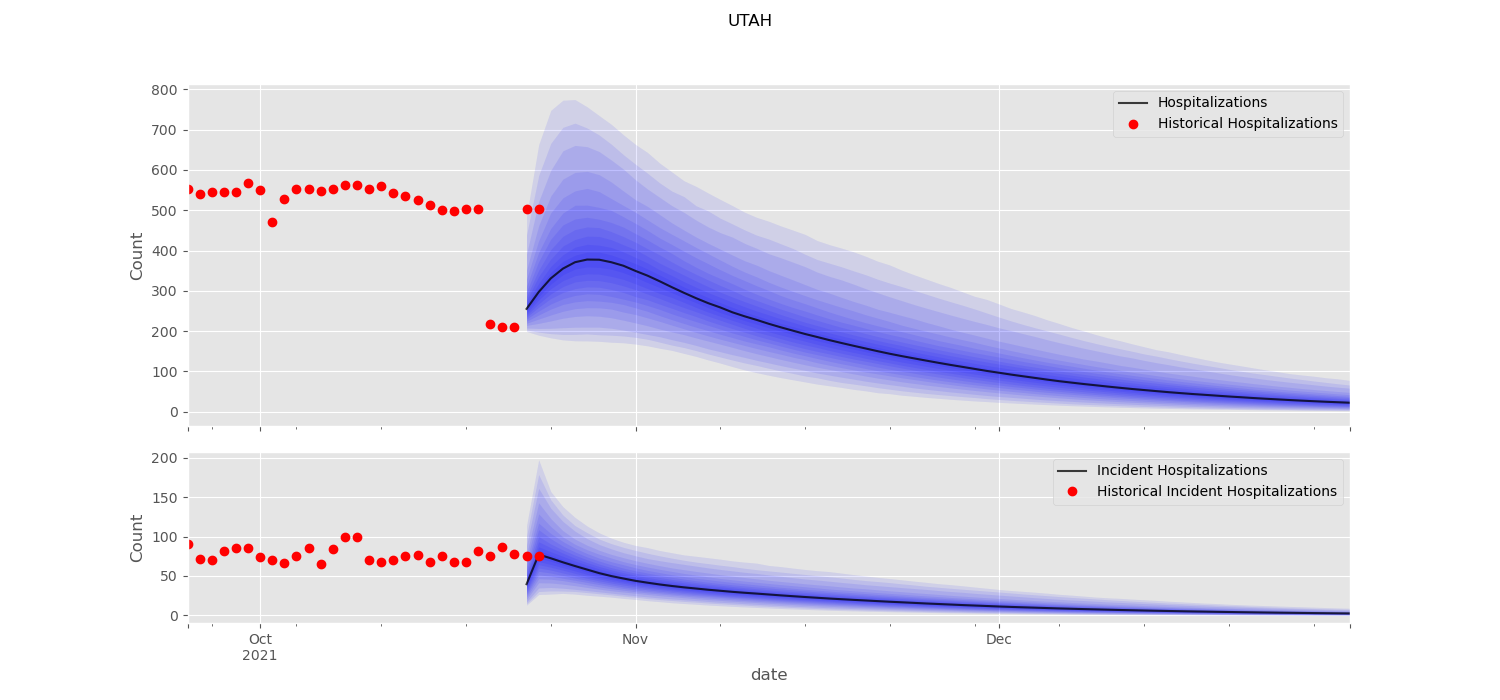 UTAH
800
700
600
500
400
300
200
100
0
Count
Hospitalizations
Historical Hospitalizations
200
150
100
50
0
Count
Incident Hospitalizations
Historical Incident Hospitalizations
Oct
2021
Nov
Dec
date